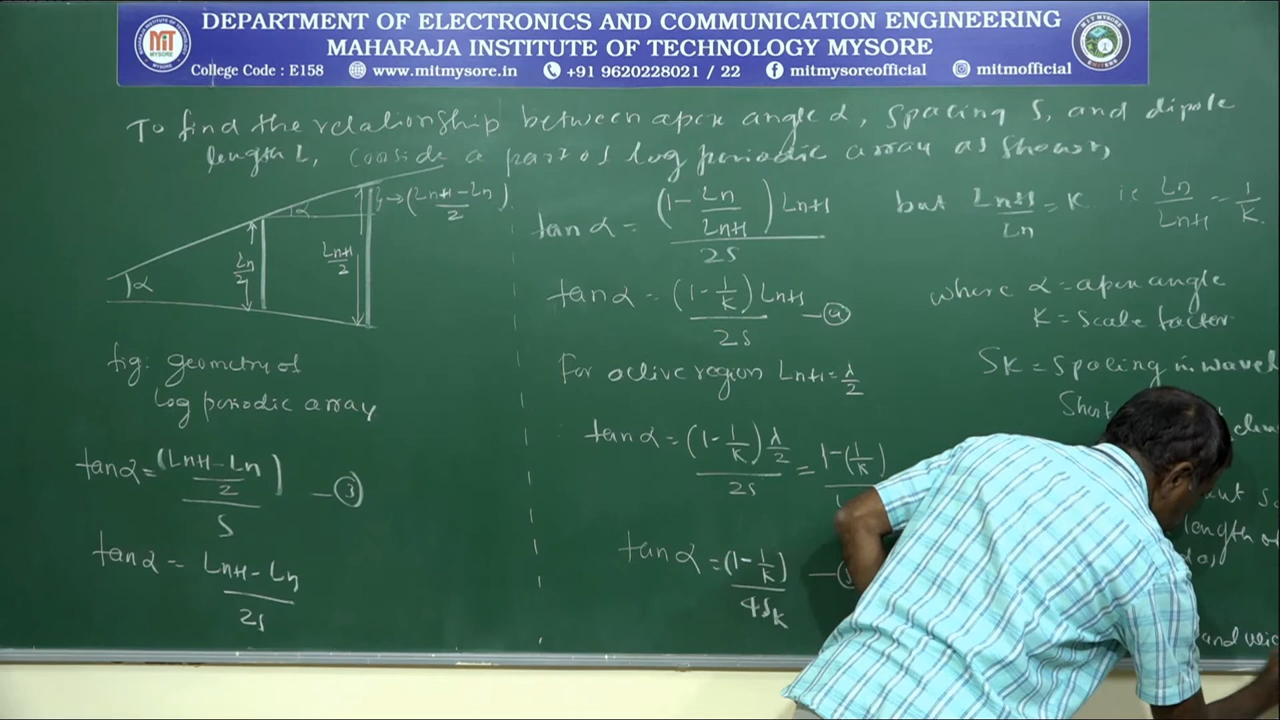 DEPARTMENT OF ELECTRONICS AND COMMUNICATION ENGINEERING
MAHARAJA INSTITUTE OF TECHNOLOGY MYSORE
College Code : E158 www.mitmysore.in +91 9620228021 / 22 mitmysoreofficial mitmofficial
MIT
MYSORE
To find the relationship between apex angle α, spacing S, and dipole
length L, conside a part of log periodic array as shown,
→ (Ln+1 - Ln)/2
α
α
Ln/2
Ln+1/2
fig: geometry of
log periodic array
tan α = ((Ln+1 - Ln)/2)/S — ③
tan α = (Ln+1 - Ln)/2S
tan α = (1 - Ln/Ln+1) Ln+1 / 2S
tan α = (1 - 1/K) Ln+1 / 2S — ⓐ
For active region Ln+1 = λ/2
tan α = (1 - 1/K) λ/2 / 2S = 1 - (1/K)
tan α = (1 - 1/K) / 4SK
but Ln+1/Ln = K i.e Ln/Ln+1 = 1/K
where α = apex angle
K = scale factor
SK = spacing in wavel
Short
length of